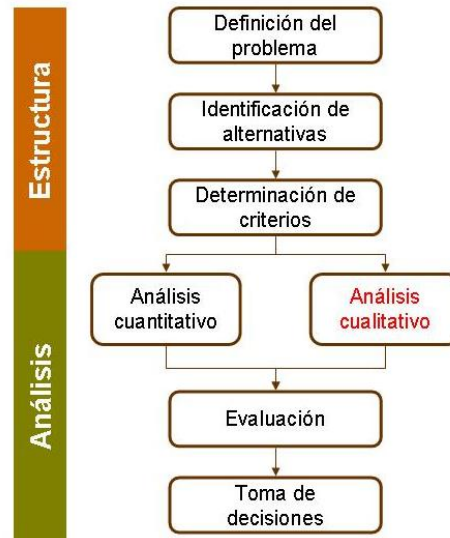 Estructura
Definición del
problema
Identificación de
alternativas
Determinación de
criterios
Análisis
Análisis
cuantitativo
Análisis
cualitativo
Evaluación
Toma de
decisiones